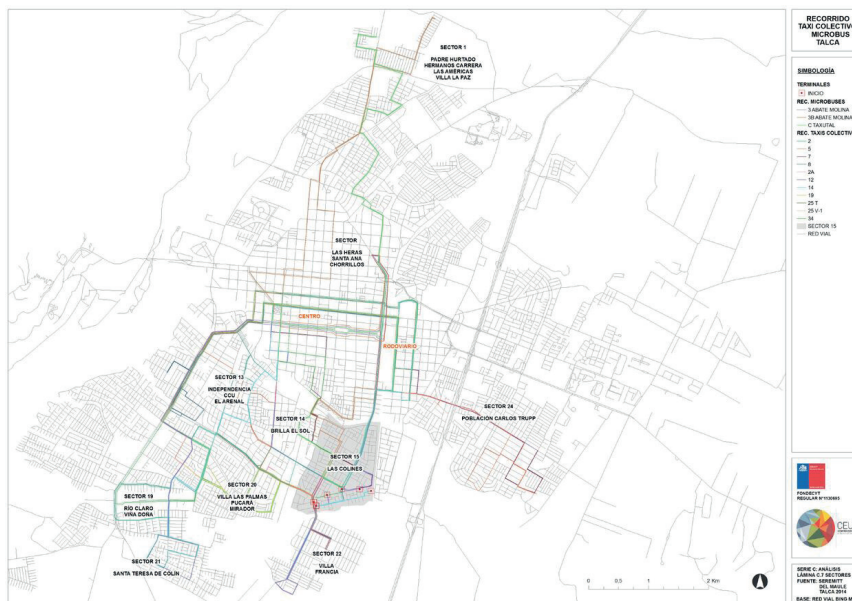 SECTOR 1
PADRE HURTADO
HERMANOS CARRERA
LAS AMÉRICAS
VILLA LA PAZ
SECTOR
LAS HERAS
SANTA ANA
CHORRILLOS
CENTRO
RODOVIARIO
SECTOR 13
INDEPENDENCIA
CCU
EL ARENAL
SECTOR 14
BRILLA EL SOL
SECTOR 24
POBLACIÓN CARLOS TRUPP
SECTOR 15
LAS COLINES
SECTOR 19
RÍO CLARO
VIÑA DOÑA
SECTOR 20
VILLA LAS PALMAS
PUCARÁ
MIRADOR
SECTOR 21
SANTA TERESA DE COLIN
SECTOR 22
VILLA
FRANCIA
0 0,5 1 2 Km
RECORRIDO
TAXI COLECTIV
MICROBUS
TALCA
SIMBOLOGÍA
TERMINALES
INICIO
REC. MICROBUSES
3 ABATE MOLINA
3B ABATE MOLINA
C TAXUTAL
REC. TAXIS COLECTIV
2
5
7
8
2A
12
14
19
25 T
25 V-1
34
SECTOR 15
RED VIAL
FONDECYT
CEU
SERIE C: ANÁLISIS
LÁMINA C.7 SECTORES
FUENTE: SEREMITT
DEL MAULE
TALCA 2014
BASE: RED VIAL BING M